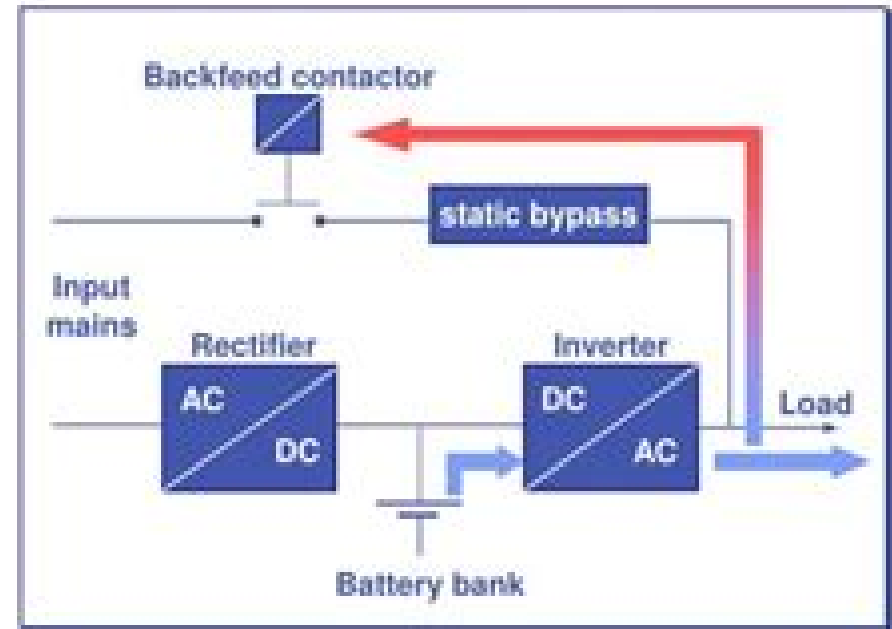 Backfeed contactor
static bypass
Input
mains
Rectifier
Inverter
AC
DC
DC
AC
Load
Battery bank